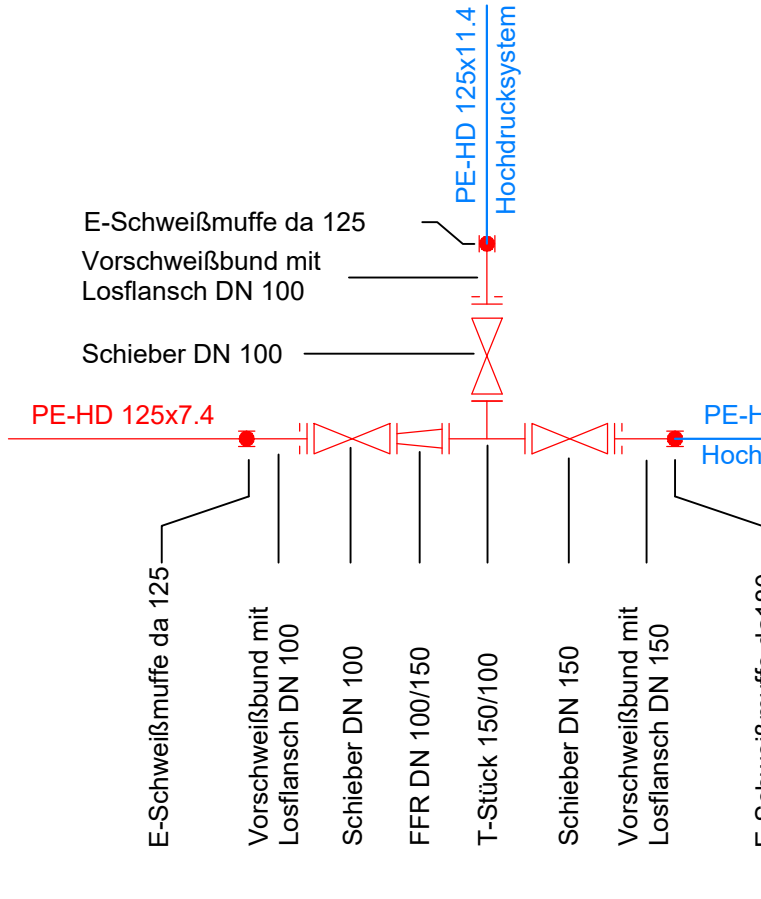 PE-HD 125x11.4
Hochdrucksystem
E-Schweißmuffe da 125
Vorschweißbund mit
Losflansch DN 100
Schieber DN 100
PE-HD 125x7.4
E-Schweißmuffe da 125
Vorschweißbund mit
Losflansch DN 100
Schieber DN 100
FFR DN 100/150
T-Stück 150/100
Schieber DN 150
Vorschweißbund mit
Losflansch DN 150